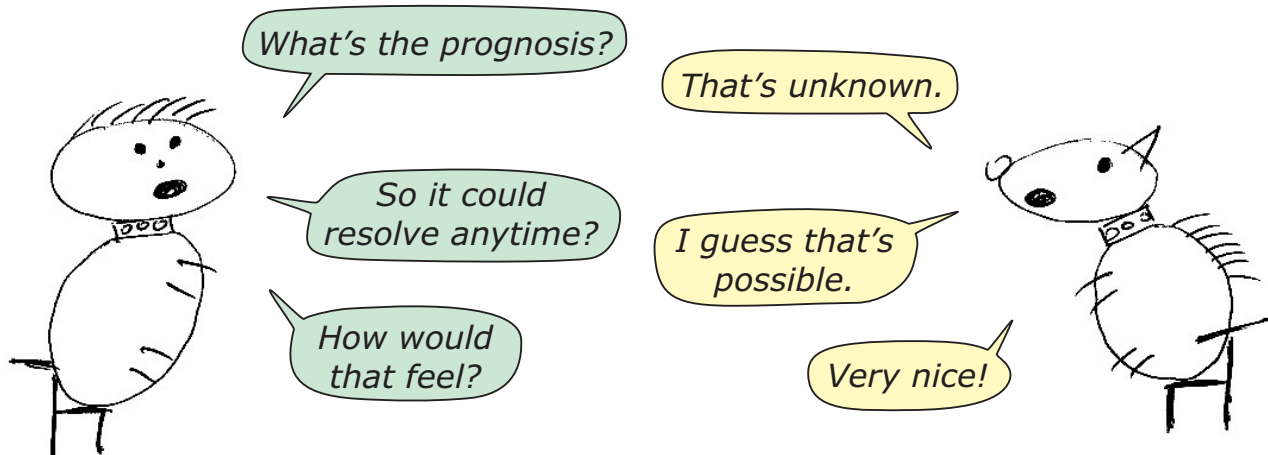 What’s the prognosis?
That’s unknown.
So it could
resolve anytime?
I guess that’s
possible.
How would
that feel?
Very nice!